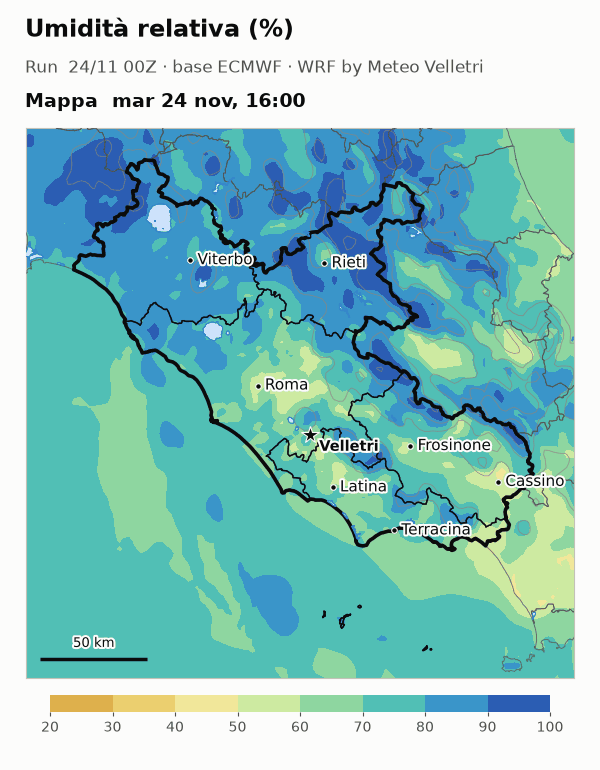 Umidità relativa (%)
Run 24/11 00Z · base ECMWF · WRF by Meteo Velletri
Mappa mar 24 nov, 16:00
Viterbo
Rieti
Roma
Velletri
Frosinone
Cassino
Latina
Terracina
50 km
20 30 40 50 60 70 80 90 100